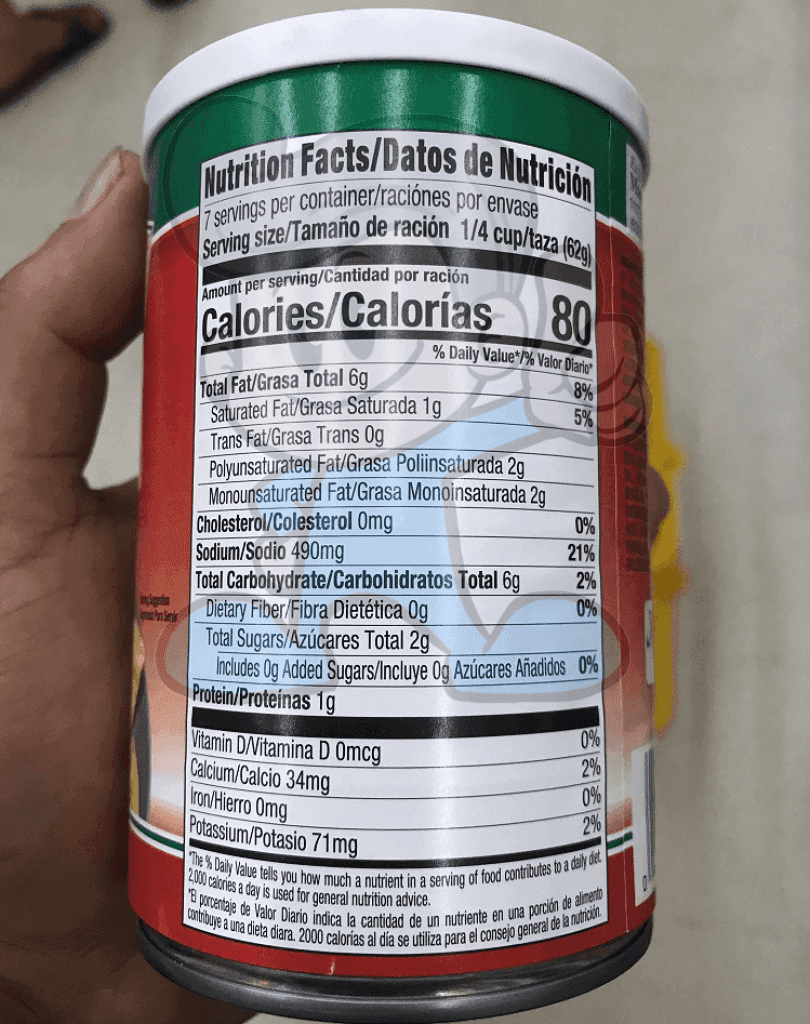 Nutrition Facts/Datos de Nutrición
7 servings per container/raciónes por envase
Serving size/Tamaño de ración 1/4 cup/taza (62g)
Amount per serving/Cantidad por ración
Calories/Calorías 80
% Daily Value*/% Valor Diario*
Total Fat/Grasa Total 6g 8%
Saturated Fat/Grasa Saturada 1g 5%
Trans Fat/Grasa Trans 0g
Polyunsaturated Fat/Grasa Poliinsaturada 2g
Monounsaturated Fat/Grasa Monoinsaturada 2g
Cholesterol/Colesterol 0mg 0%
Sodium/Sodio 490mg 21%
Total Carbohydrate/Carbohidratos Total 6g 2%
Dietary Fiber/Fibra Dietética 0g 0%
Total Sugars/Azúcares Total 2g
Includes 0g Added Sugars/Incluye 0g Azúcares Añadidos 0%
Protein/Proteínas 1g
Vitamin D/Vitamina D 0mcg 0%
Calcium/Calcio 34mg 2%
Iron/Hierro 0mg 0%
Potassium/Potasio 71mg 2%
*The % Daily Value tells you how much a nutrient in a serving of food contributes to a daily diet.
2,000 calories a day is used for general nutrition advice.
*El porcentaje de Valor Diario indica la cantidad de un nutriente en una porción de alimento
contribuye a una dieta diara. 2000 calorías al día se utiliza para el consejo general de la nutrición.
Suggestion
Para Servir